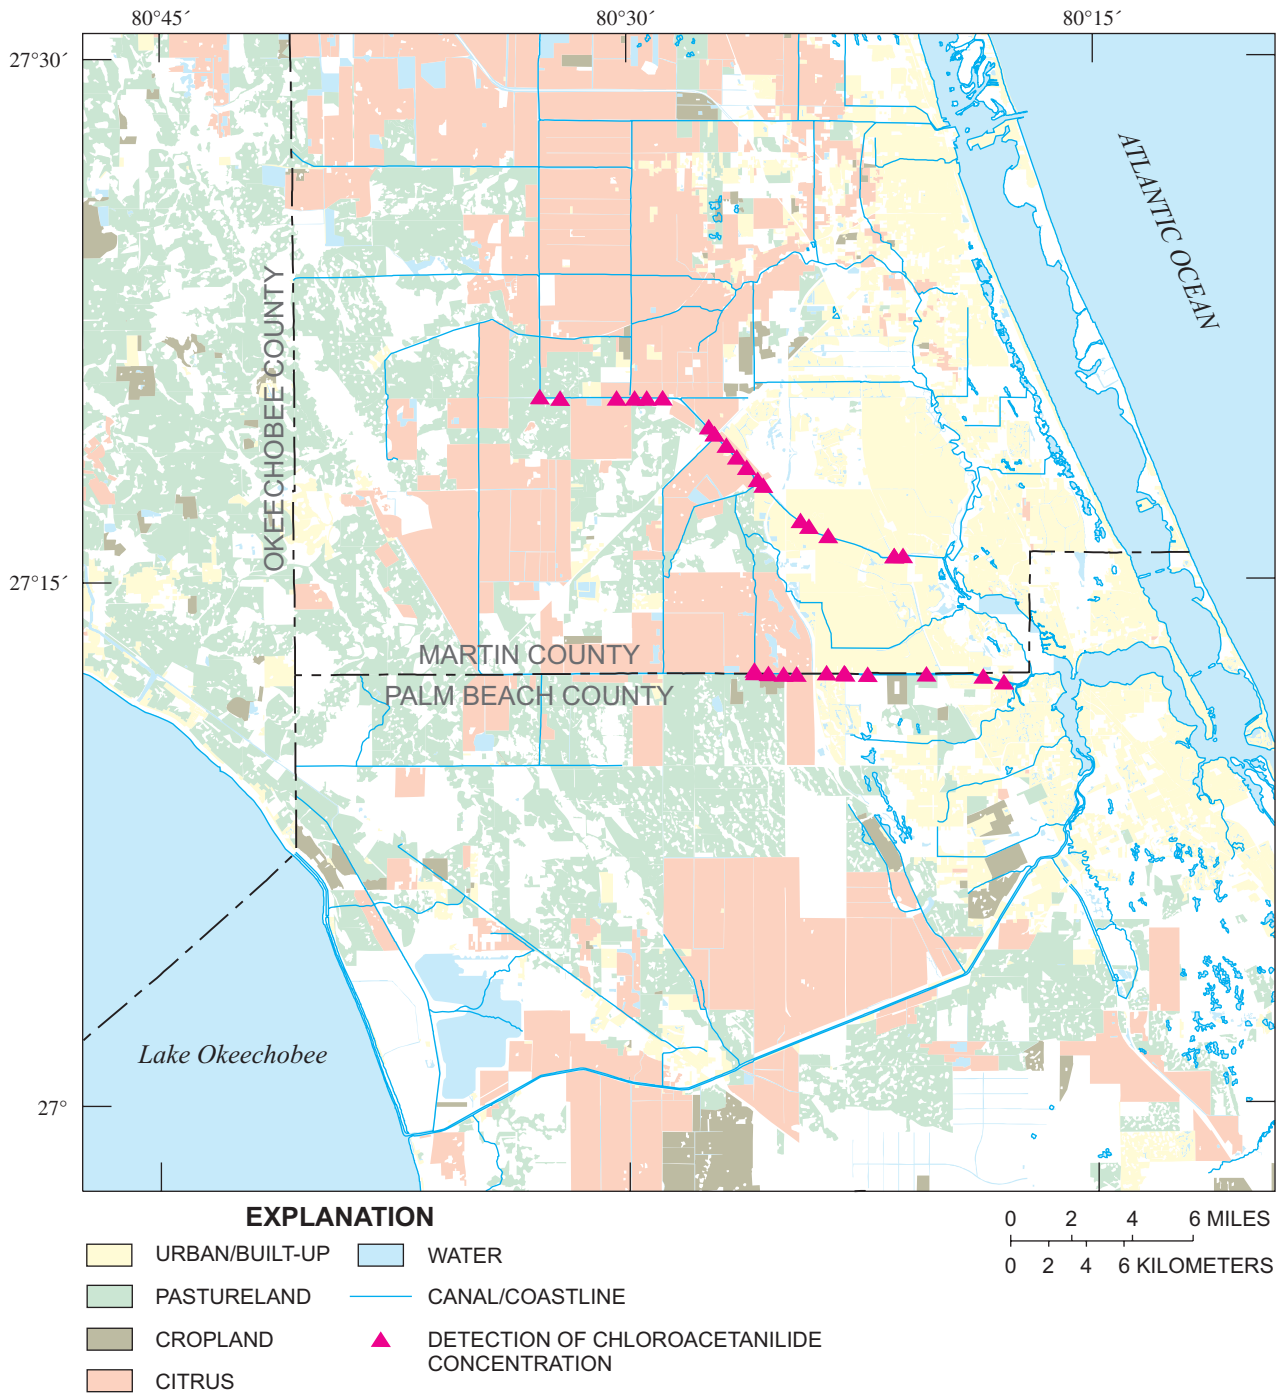 80°45´ 80°30´ 80°15´
27°30´
ATLANTIC OCEAN
OKEECHOBEE COUNTY
27°15´
MARTIN COUNTY
PALM BEACH COUNTY
Lake Okeechobee
27°
EXPLANATION
URBAN/BUILT-UP
PASTURELAND
CROPLAND
CITRUS
WATER
CANAL/COASTLINE
DETECTION OF CHLOROACETANILIDE
CONCENTRATION
0 2 4 6 MILES
0 2 4 6 KILOMETERS